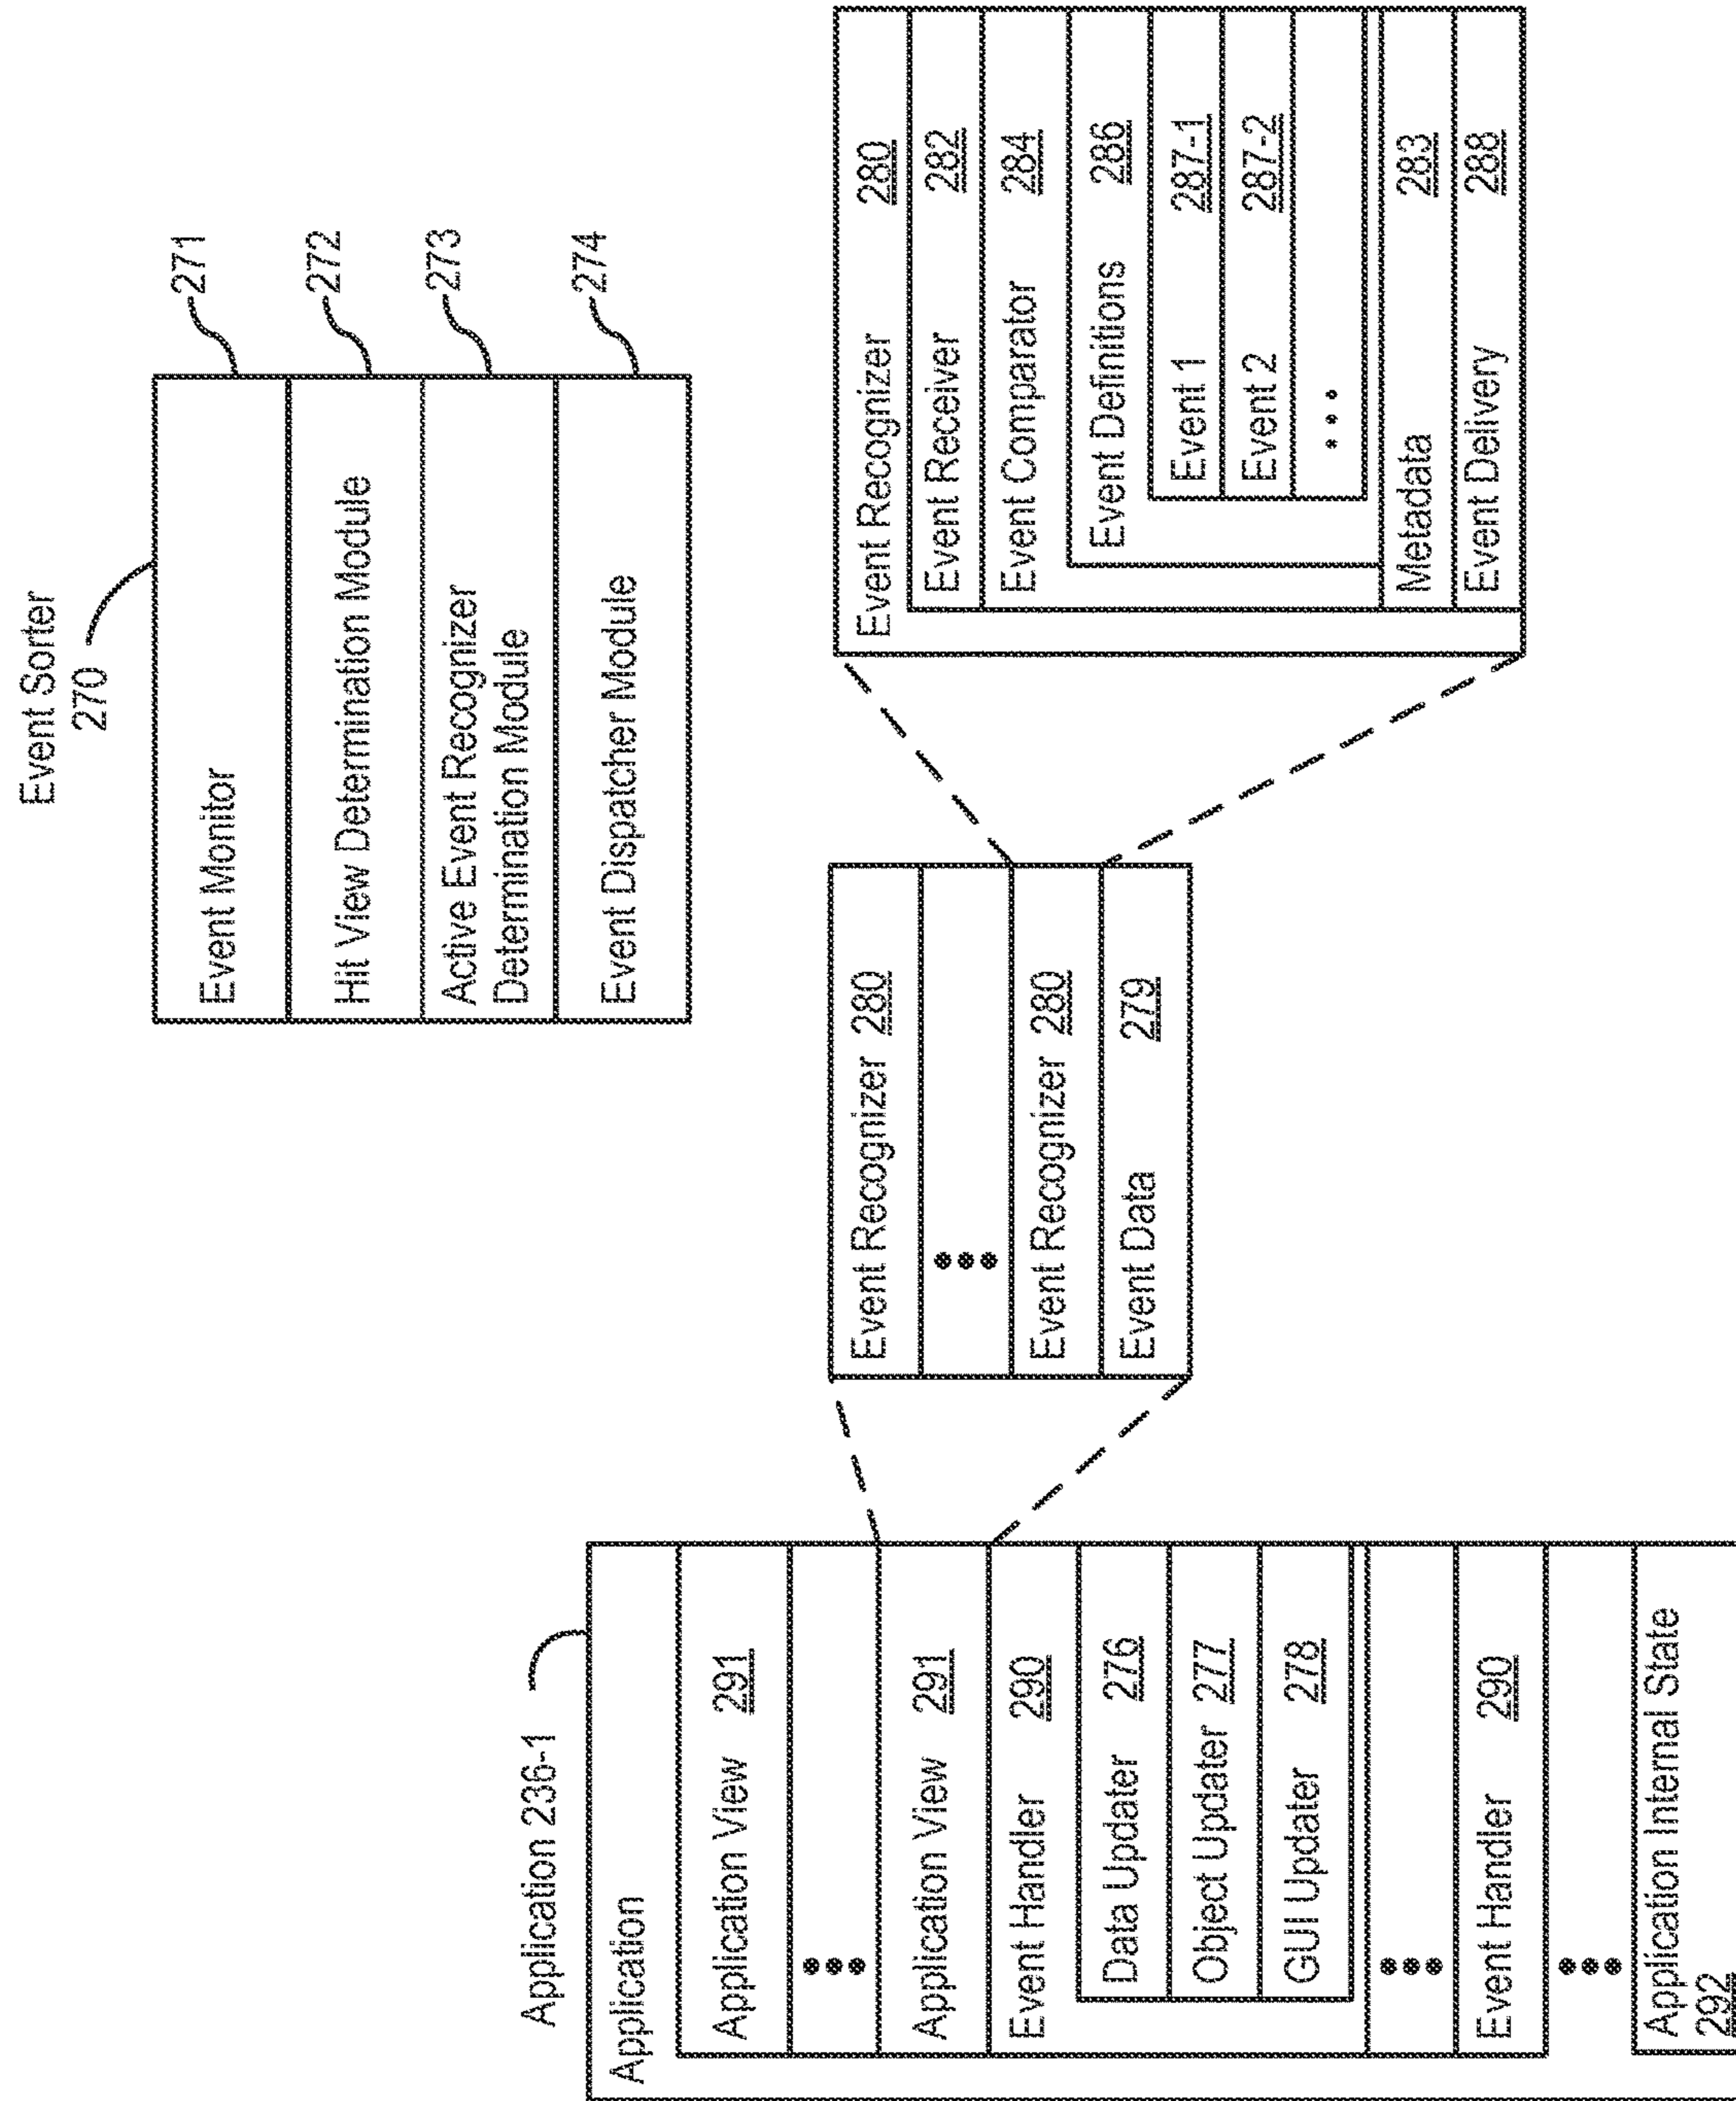 Event Sorter
270
Event Monitor
271
Hit View Determination Module
272
Active Event Recognizer
Determination Module
273
Event Dispatcher Module
274
Application 236-1
Application
Application View 291
•••
Application View 291
Event Handler 290
Data Updater 276
Object Updater 277
GUI Updater 278
•••
Event Handler 290
•••
Application Internal State
292
Event Recognizer 280
•••
Event Recognizer 280
Event Data 279
Event Recognizer 280
Event Receiver 282
Event Comparator 284
Event Definitions 286
Event 1 287-1
Event 2 287-2
•••
Metadata 283
Event Delivery 288